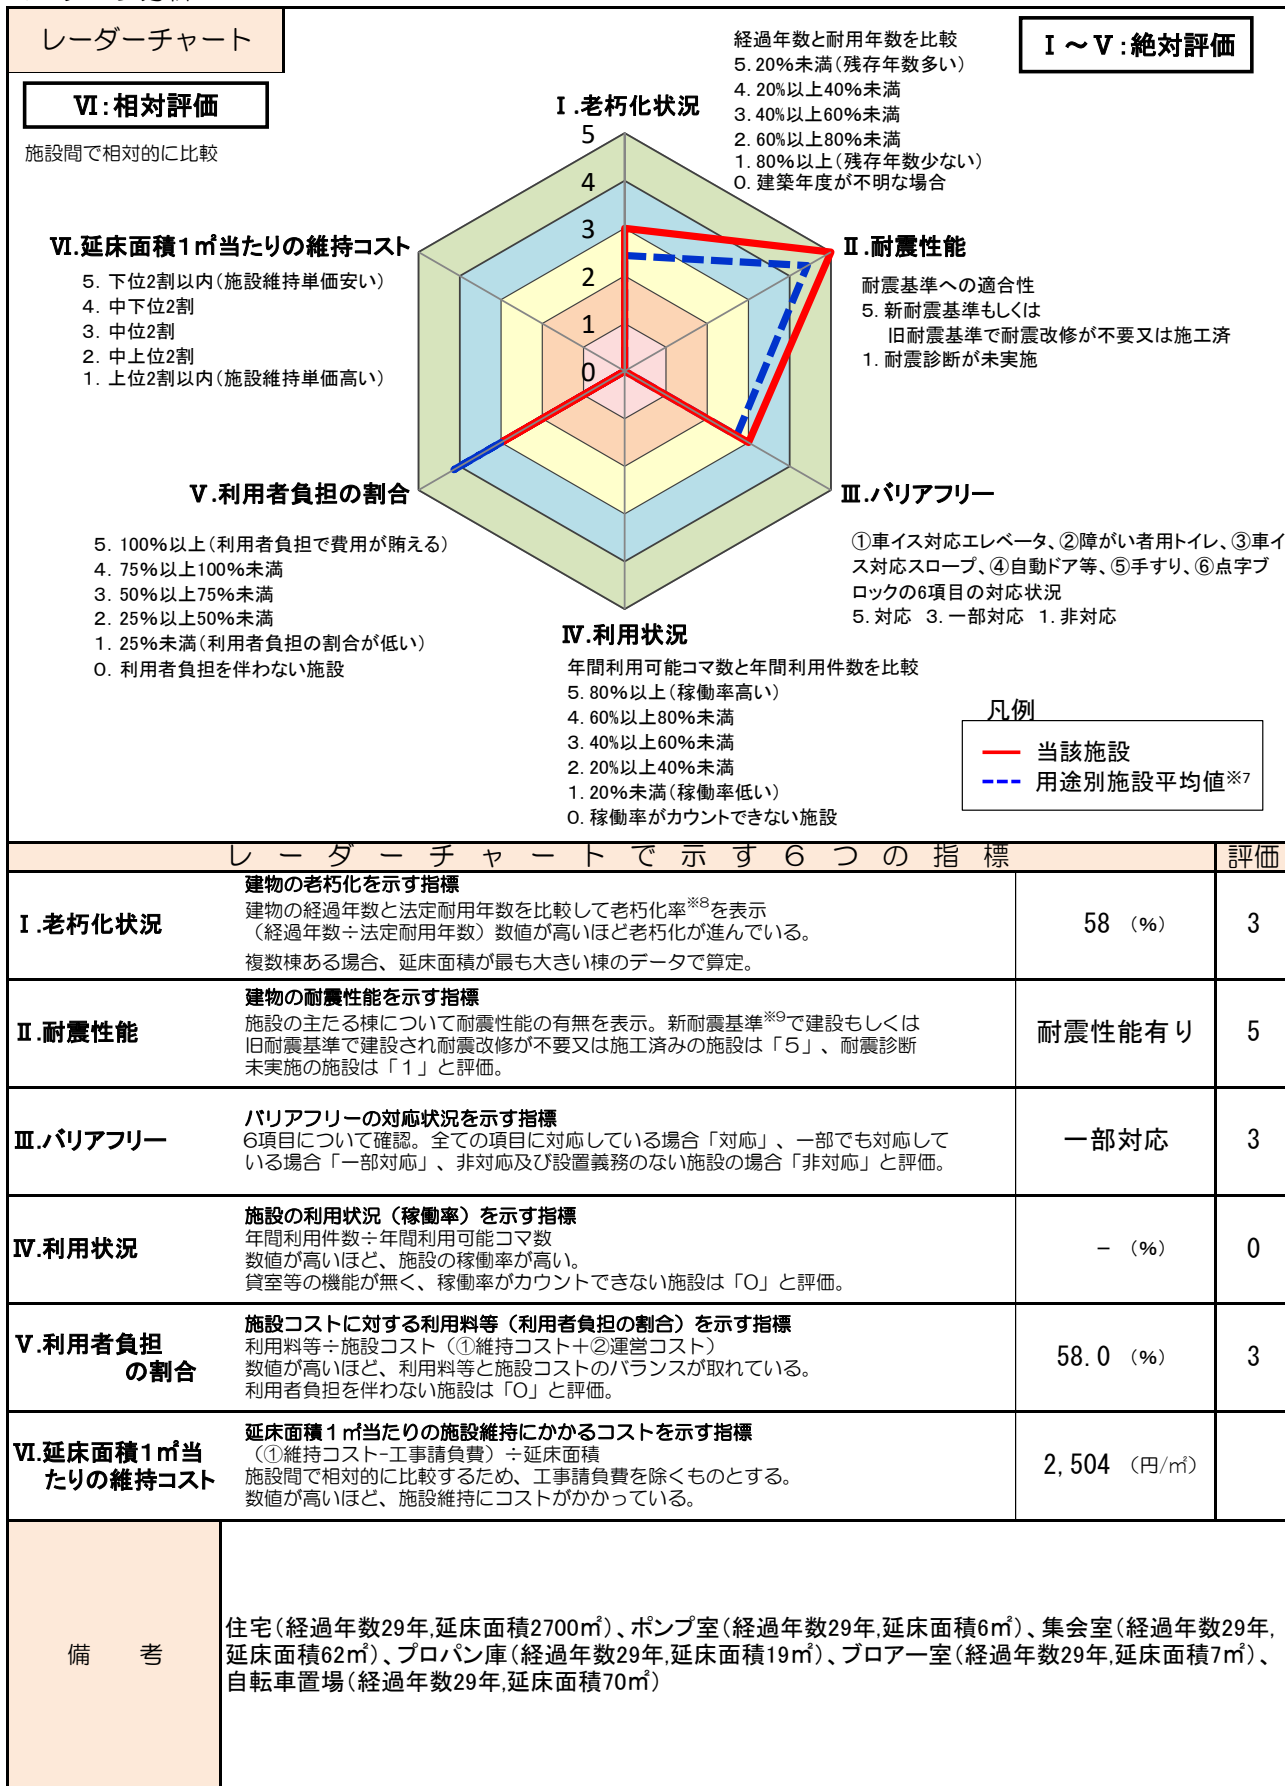 レーダーチャート
Ⅰ～Ⅴ：絶対評価
Ⅵ：相対評価
施設間で相対的に比較
経過年数と耐用年数を比較
5．20％未満（残存年数多い）
4．20％以上40％未満
3．40％以上60％未満
2．60％以上80％未満
1．80％以上（残存年数少ない）
0．建築年度が不明な場合
Ⅰ.老朽化状況
5
4
3
2
1
0
Ⅱ.耐震性能
耐震基準への適合性
5．新耐震基準もしくは
旧耐震基準で耐震改修が不要又は施工済
1．耐震診断が未実施
Ⅵ.延床面積1㎡当たりの維持コスト
5．下位2割以内（施設維持単価安い）
4．中下位2割
3．中位2割
2．中上位2割
1．上位2割以内（施設維持単価高い）
Ⅴ.利用者負担の割合
5．100％以上（利用者負担で費用が賄える）
4．75％以上100％未満
3．50％以上75％未満
2．25％以上50％未満
1．25％未満（利用者負担の割合が低い）
0．利用者負担を伴わない施設
Ⅲ.バリアフリー
①車イス対応エレベータ、②障がい者用トイレ、③車イ
ス対応スロープ、④自動ドア等、⑤手すり、⑥点字ブ
ロックの6項目の対応状況
5．対応 3．一部対応 1．非対応
Ⅳ.利用状況
年間利用可能コマ数と年間利用件数を比較
5．80％以上（稼働率高い）
4．60％以上80％未満
3．40％以上60％未満
2．20％以上40％未満
1．20％未満（稼働率低い）
0．稼働率がカウントできない施設
凡例
当該施設
用途別施設平均値※7
レーダーチャートで示す6つの指標 評価
Ⅰ.老朽化状況
建物の老朽化を示す指標
建物の経過年数と法定耐用年数を比較して老朽化率※8を表示
（経過年数÷法定耐用年数）数値が高いほど老朽化が進んでいる。
複数棟ある場合、延床面積が最も大きい棟のデータで算定。
58 （%） 3
Ⅱ.耐震性能
建物の耐震性能を示す指標
施設の主たる棟について耐震性能の有無を表示。新耐震基準※9で建設もしくは
旧耐震基準で建設され耐震改修が不要又は施工済みの施設は「5」、耐震診断
未実施の施設は「1」と評価。
耐震性能有り 5
Ⅲ.バリアフリー
バリアフリーの対応状況を示す指標
6項目について確認。全ての項目に対応している場合「対応」、一部でも対応して
いる場合「一部対応」、非対応及び設置義務のない施設の場合「非対応」と評価。
一部対応 3
Ⅳ.利用状況
施設の利用状況（稼働率）を示す指標
年間利用件数÷年間利用可能コマ数
数値が高いほど、施設の稼働率が高い。
貸室等の機能が無く、稼働率がカウントできない施設は「0」と評価。
－ （%） 0
Ⅴ.利用者負担
の割合
施設コストに対する利用料等（利用者負担の割合）を示す指標
利用料等÷施設コスト（①維持コスト＋②運営コスト）
数値が高いほど、利用料等と施設コストのバランスが取れている。
利用者負担を伴わない施設は「0」と評価。
58.0 （%） 3
Ⅵ.延床面積1㎡当
たりの維持コスト
延床面積1㎡当たりの施設維持にかかるコストを示す指標
（①維持コスト-工事請負費）÷延床面積
施設間で相対的に比較するため、工事請負費を除くものとする。
数値が高いほど、施設維持にコストがかかっている。
2,504 （円/㎡）
備　考
住宅（経過年数29年,延床面積2700㎡）、ポンプ室（経過年数29年,延床面積6㎡）、集会室（経過年数29年,
延床面積62㎡）、プロパン庫（経過年数29年,延床面積19㎡）、ブロアー室（経過年数29年,延床面積7㎡）、
自転車置場（経過年数29年,延床面積70㎡）